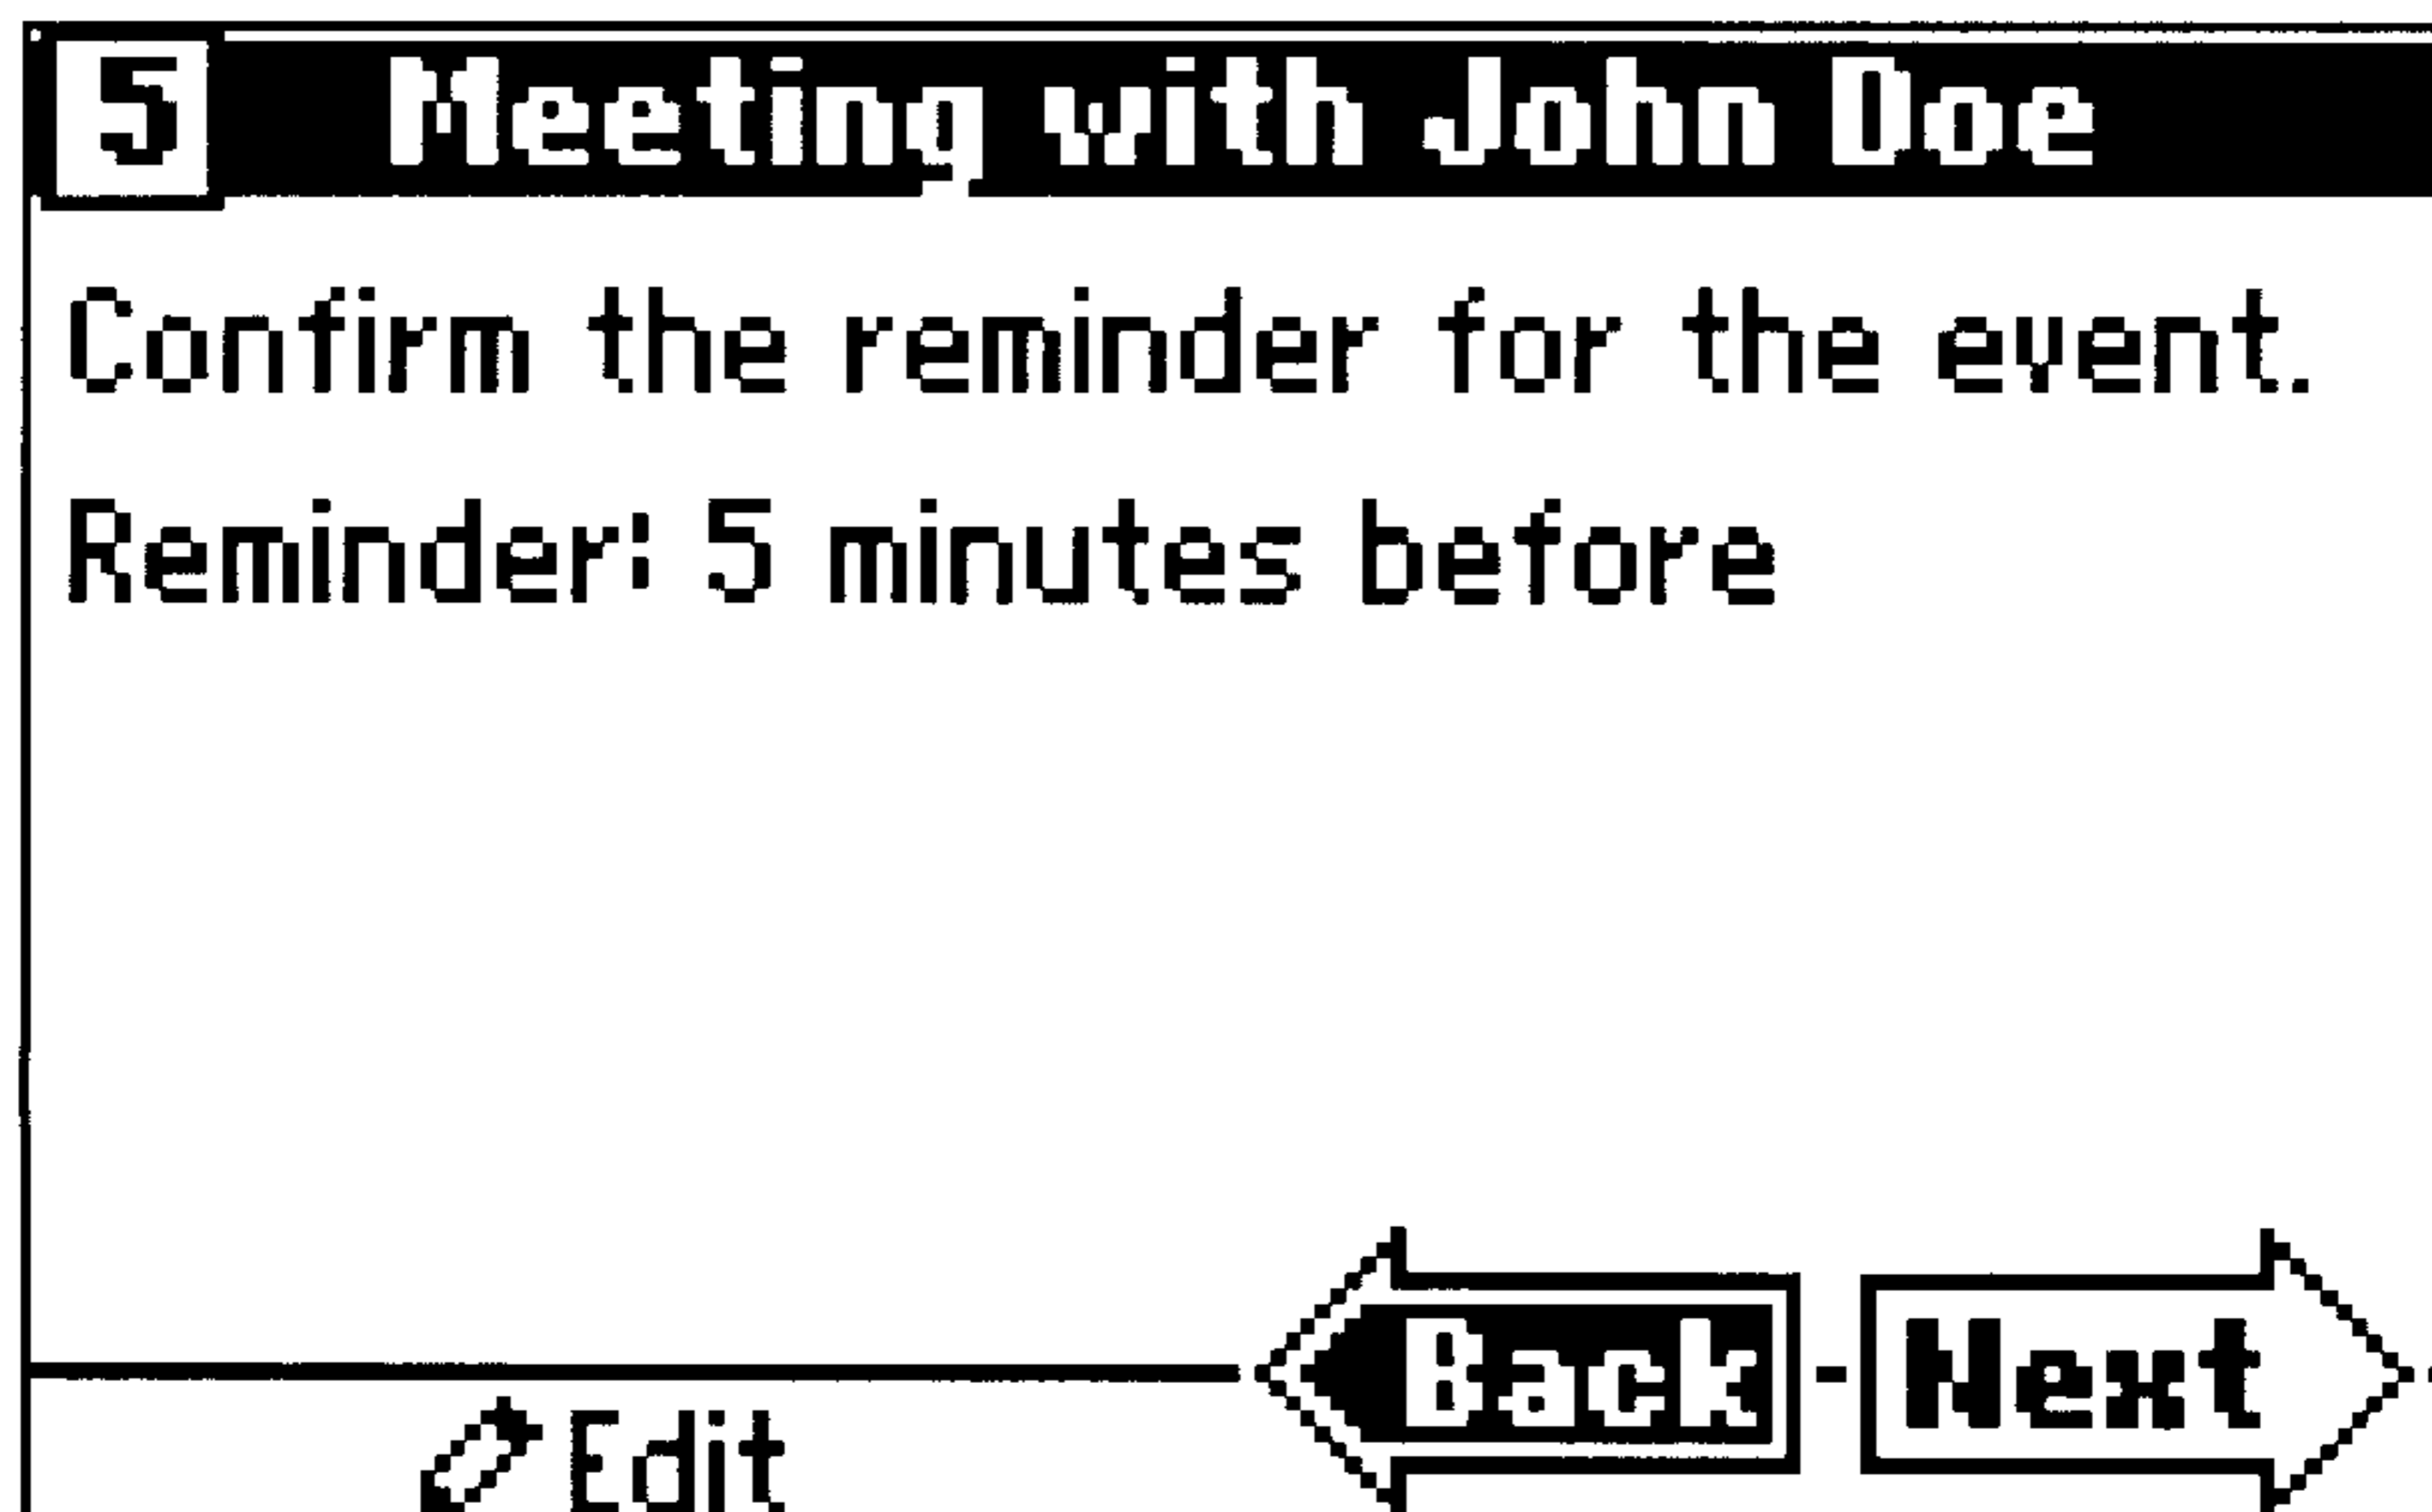 5 Meeting with John Doe
Confirm the reminder for the event.
Reminder: 5 minutes before
Back - Next
Edit